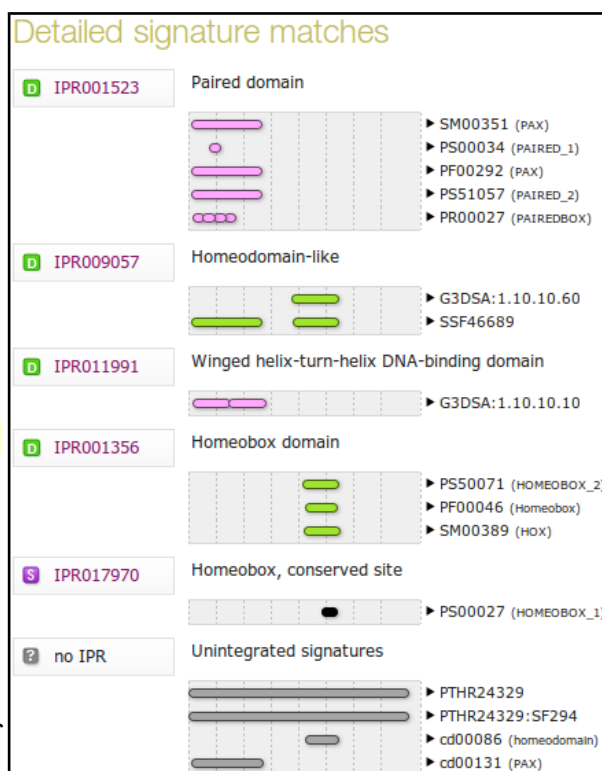 Detailed signature matches
D IPR001523 Paired domain
▶ SM00351 (PAX)
▶ PS00034 (PAIRED_1)
▶ PF00292 (PAX)
▶ PS51057 (PAIRED_2)
▶ PR00027 (PAIREDBOX)
D IPR009057 Homeodomain-like
▶ G3DSA:1.10.10.60
▶ SSF46689
D IPR011991 Winged helix-turn-helix DNA-binding domain
▶ G3DSA:1.10.10.10
D IPR001356 Homeobox domain
▶ PS50071 (HOMEOBOX_2)
▶ PF00046 (Homeobox)
▶ SM00389 (HOX)
S IPR017970 Homeobox, conserved site
▶ PS00027 (HOMEOBOX_1)
? no IPR Unintegrated signatures
▶ PTHR24329
▶ PTHR24329:SF294
▶ cd00086 (homeodomain)
▶ cd00131 (PAX)